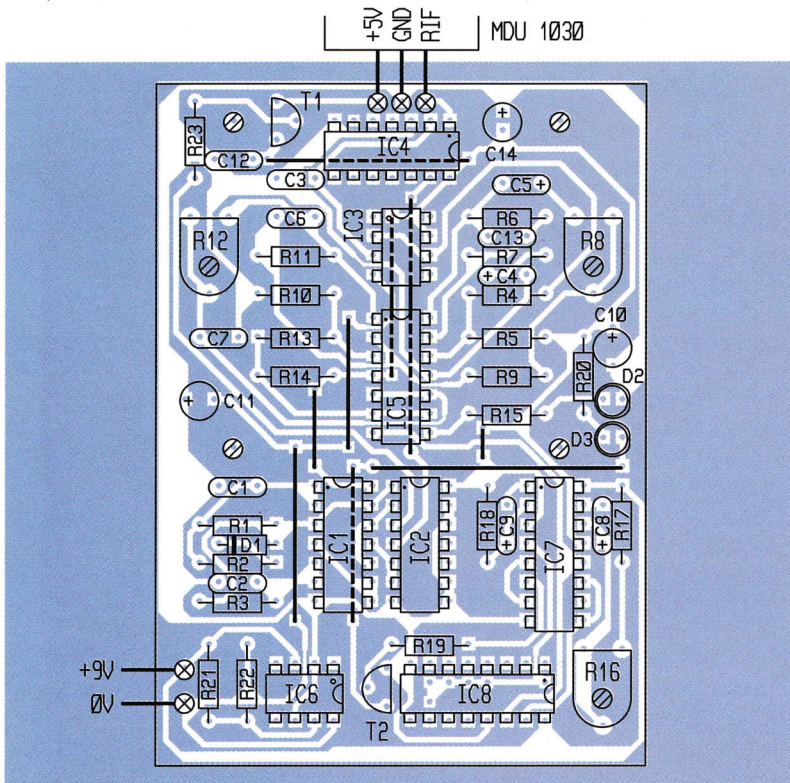 +5V
GND
RIF
MDU 1030
T1
R23
C12
IC4
C14
C3
C5+
C6
IC3
R6
C13
R12
R8
R11
R7
+C4
R10
R4
C10
C7
R13
R5
R14
IC5
R9
R20
D2
C11
R15
D3
C1
R1
D1
R2
C2
R3
IC1
IC2
R18
C9
IC7
C8
R17
+9V
0V
R21
R22
IC6
R19
T2
IC8
R16